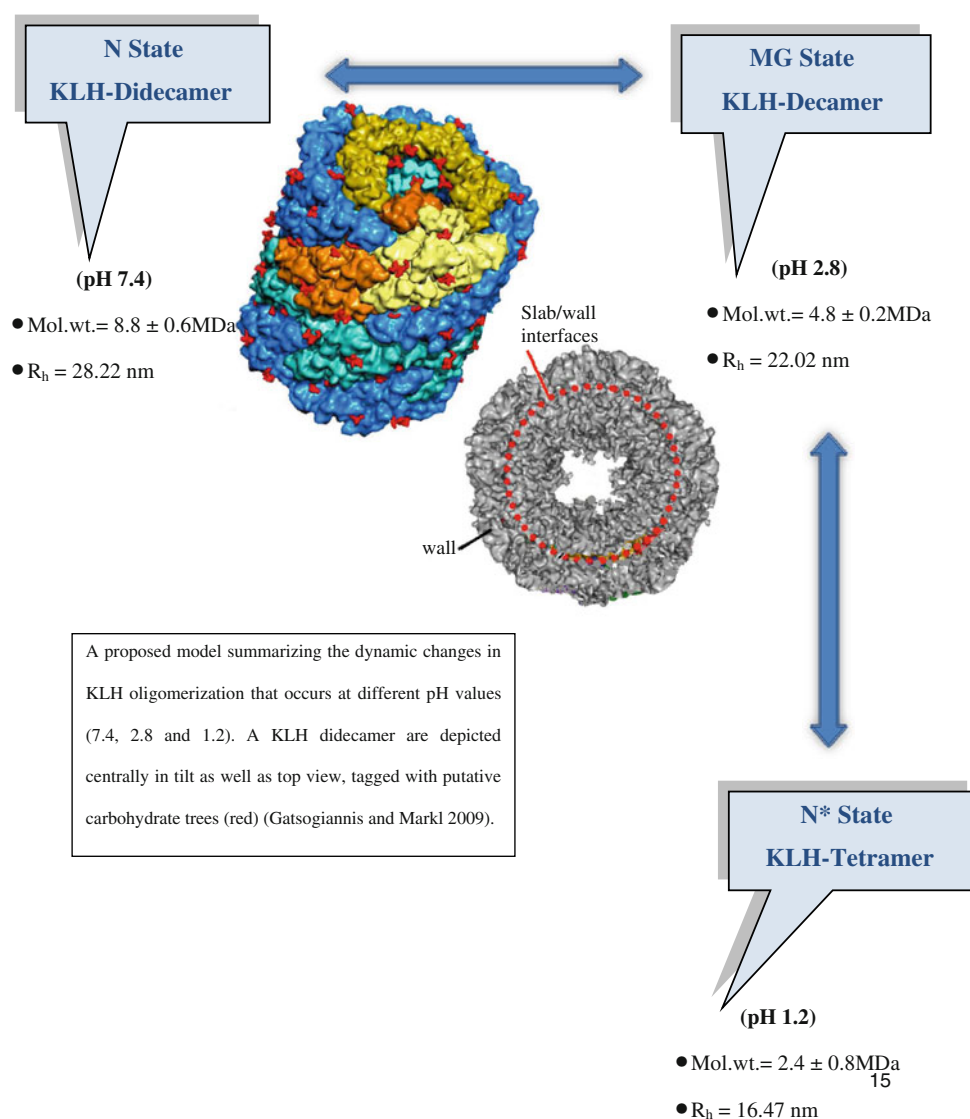 N State
KLH-Didecamer
MG State
KLH-Decamer
(pH 7.4)
● Mol.wt.= 8.8 ± 0.6MDa
● Rh = 28.22 nm
(pH 2.8)
● Mol.wt.= 4.8 ± 0.2MDa
● Rh = 22.02 nm
Slab/wall
interfaces
wall
A proposed model summarizing the dynamic changes in
KLH oligomerization that occurs at different pH values
(7.4, 2.8 and 1.2). A KLH didecamer are depicted
centrally in tilt as well as top view, tagged with putative
carbohydrate trees (red) (Gatsogiannis and Markl 2009).
N* State
KLH-Tetramer
(pH 1.2)
● Mol.wt.= 2.4 ± 0.8MDa
15
● Rh = 16.47 nm